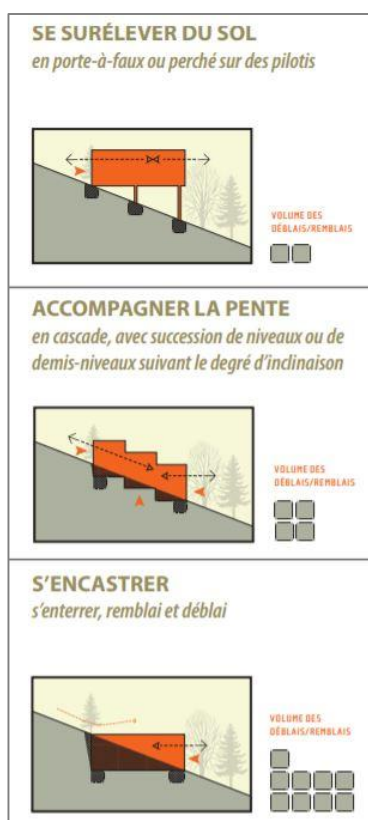 SE SURÉLEVER DU SOL
en porte-à-faux ou perché sur des pilotis
VOLUME DES
DÉBLAIS/REMBLAIS
ACCOMPAGNER LA PENTE
en cascade, avec succession de niveaux ou de
demis-niveaux suivant le degré d'inclinaison
VOLUME DES
DÉBLAIS/REMBLAIS
S'ENCASTRER
s'enterrer, remblai et déblai
VOLUME DES
DÉBLAIS/REMBLAIS